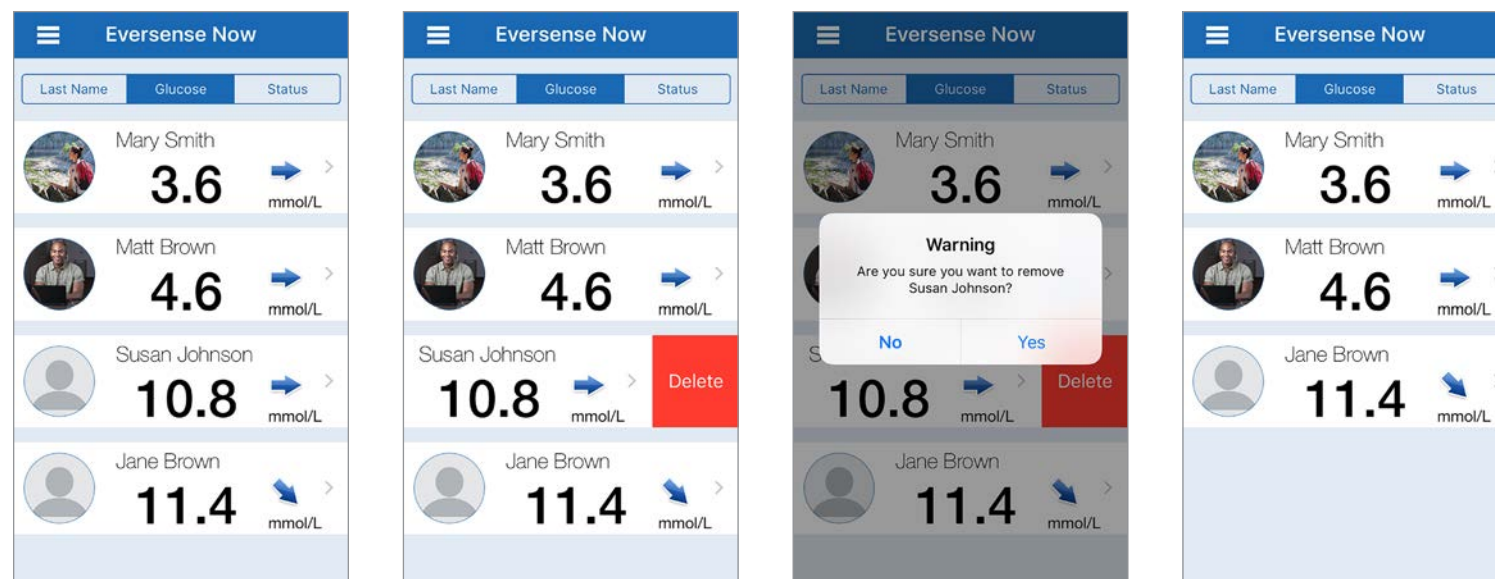 Eversense Now
Last Name Glucose Status
Mary Smith
3.6
mmol/L
Matt Brown
4.6
mmol/L
Susan Johnson
10.8
mmol/L
Jane Brown
11.4
mmol/L
Eversense Now
Last Name Glucose Status
Mary Smith
3.6
mmol/L
Matt Brown
4.6
mmol/L
Susan Johnson
10.8
mmol/L
Delete
Jane Brown
11.4
mmol/L
Eversense Now
Last Name Glucose Status
Mary Smith
3.6
mmol/L
Warning
Are you sure you want to remove
Susan Johnson?
No Yes
S
10.8
mmol/L
Delete
Jane Brown
11.4
mmol/L
Eversense Now
Last Name Glucose Status
Mary Smith
3.6
mmol/L
Matt Brown
4.6
mmol/L
Jane Brown
11.4
mmol/L